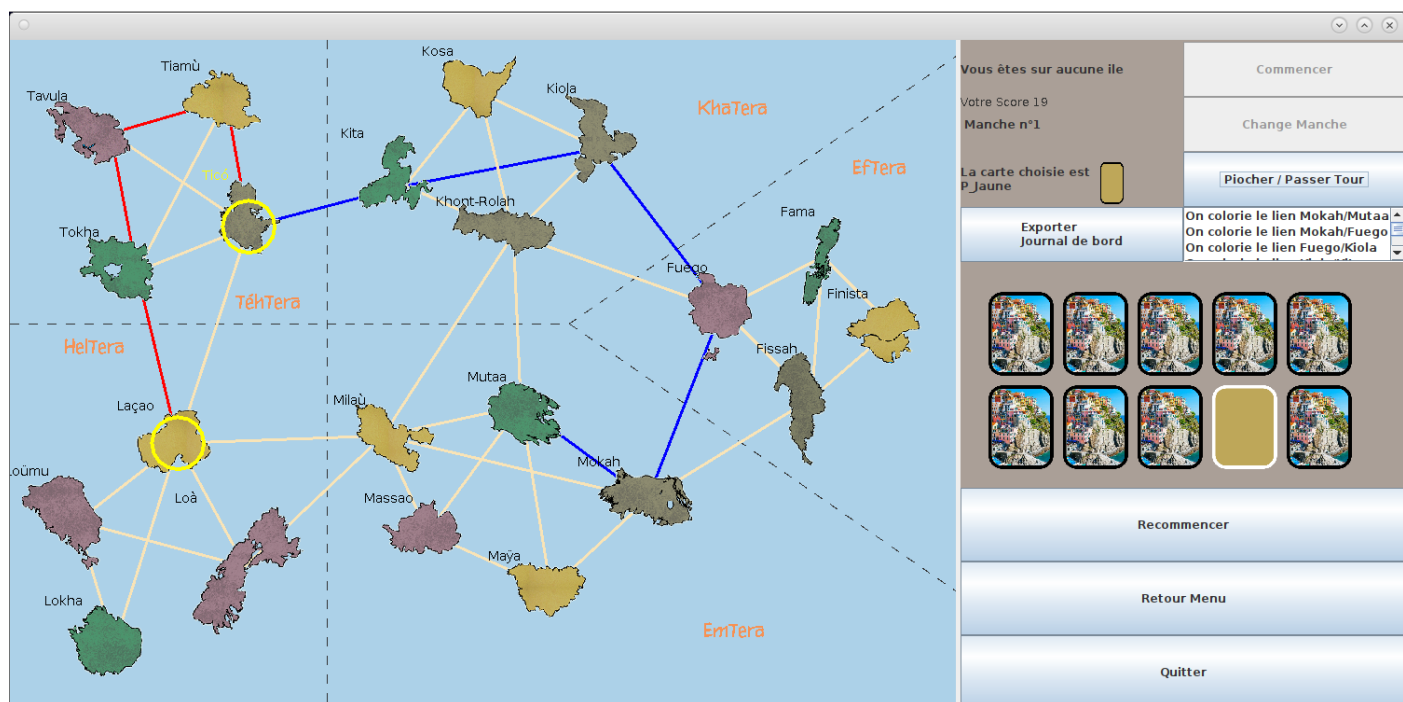 Kosa
Tiamù
Tavula
Kiola
KhaTera
Kita
EfTera
Ticó
Khont-Rolah
Fama
Tokha
Fuego
Finista
TéhTera
HelTera
Fissah
Mutaa
Laçao
Milaù
Loümu
Mokah
Loà
Massao
Maÿa
Lokha
EmTera
Vous êtes sur aucune ile
Commencer
Votre Score 19
Manche n°1
Change Manche
La carte choisie est
P_Jaune
Piocher / Passer Tour
Exporter
Journal de bord
On colorie le lien Mokah/Mutaa
On colorie le lien Mokah/Fuego
On colorie le lien Fuego/Kiola
Recommencer
Retour Menu
Quitter